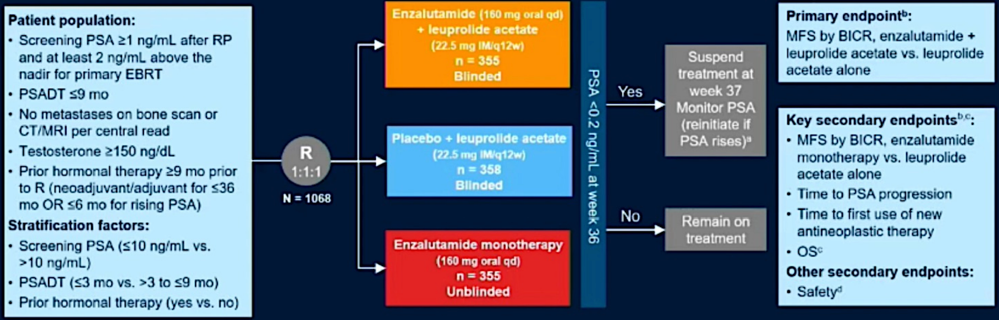 Patient population:
• Screening PSA ≥1 ng/mL after RP
and at least 2 ng/mL above the
nadir for primary EBRT
• PSADT ≤9 mo
• No metastases on bone scan or
CT/MRI per central read
• Testosterone ≥150 ng/dL
• Prior hormonal therapy ≥9 mo prior
to R (neoadjuvant/adjuvant for ≤36
mo OR ≤6 mo for rising PSA)
Stratification factors:
• Screening PSA (≤10 ng/mL vs.
>10 ng/mL)
• PSADT (≤3 mo vs. >3 to ≤9 mo)
• Prior hormonal therapy (yes vs. no)
R
1:1:1
N = 1068
Enzalutamide (160 mg oral qd)
+ leuprolide acetate
(22.5 mg IM/q12w)
n = 355
Blinded
Placebo + leuprolide acetate
(22.5 mg IM/q12w)
n = 358
Blinded
Enzalutamide monotherapy
(160 mg oral qd)
n = 355
Unblinded
PSA <0.2 ng/mL at week 36
Yes
No
Suspend
treatment at
week 37
Monitor PSA
(reinitiate if
PSA rises)ᵃ
Remain on
treatment
Primary endpointᵇ:
MFS by BICR, enzalutamide +
leuprolide acetate vs. leuprolide
acetate alone
Key secondary endpointsᵇ,ᶜ:
• MFS by BICR, enzalutamide
monotherapy vs. leuprolide
acetate alone
• Time to PSA progression
• Time to first use of new
antineoplastic therapy
• OSᶜ
Other secondary endpoints:
• Safetyᵈ